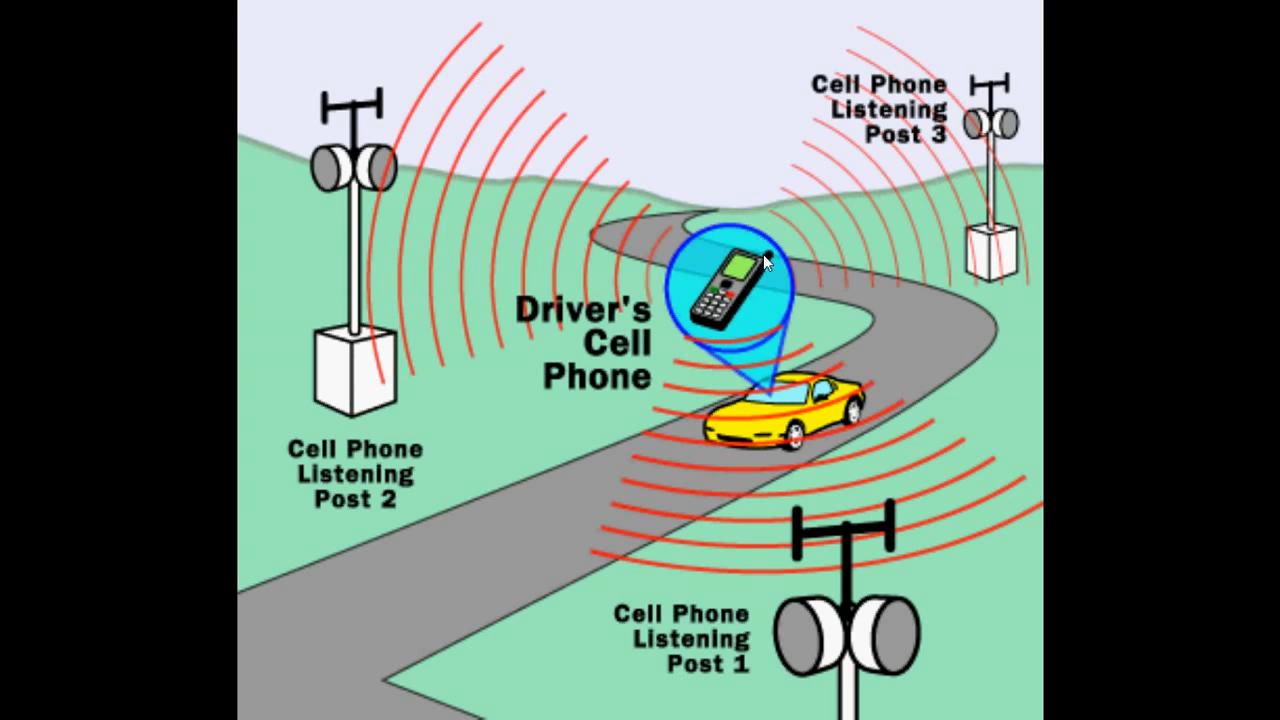 Cell Phone
Listening
Post 3
Driver's
Cell
Phone
Cell Phone
Listening
Post 2
Cell Phone
Listening
Post 1